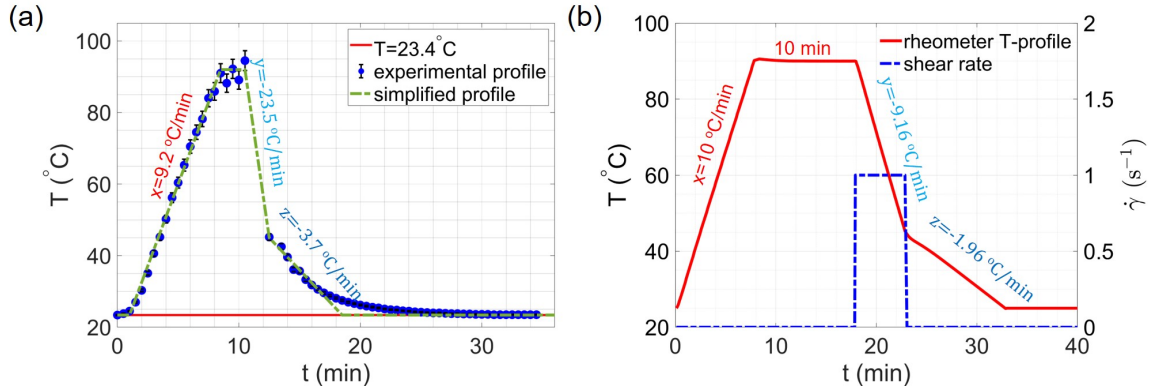 (a)
100
80
60
40
20
T (°C)
0
10
20
30
t (min)
T=23.4°C
experimental profile
simplified profile
x=9.2 °C/min
y=-23.5 °C/min
z=-3.7 °C/min
(b)
100
80
60
40
20
T (°C)
0
10
20
30
40
t (min)
2
1.5
1
0.5
0
γ̇ (s⁻¹)
10 min
rheometer T-profile
shear rate
x=10 °C/min
y=-9.16 °C/min
z=-1.96 °C/min